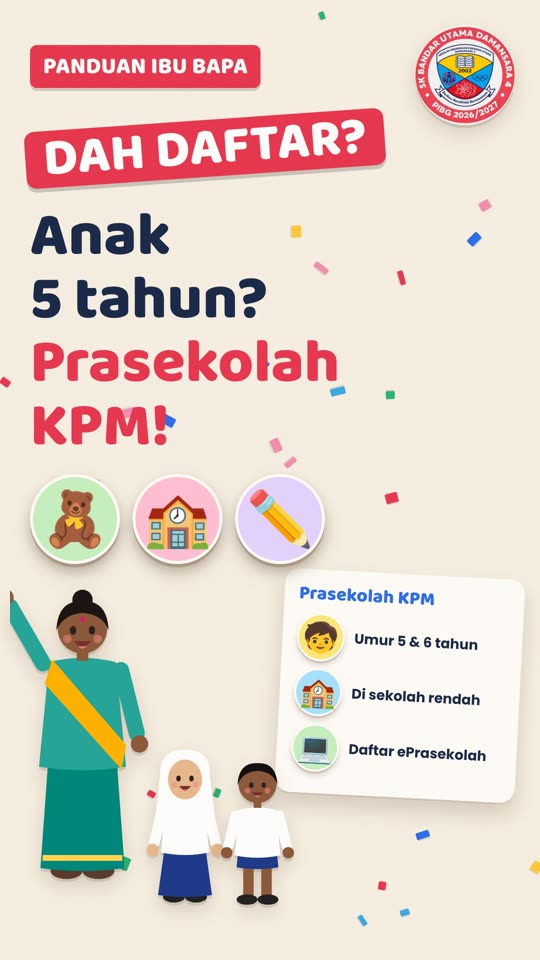 PANDUAN IBU BAPA
SK BANDAR UTAMA DAMANSARA 4
2002
PIBG 2026/2027
DAH DAFTAR?
Anak
5 tahun?
Prasekolah
KPM!
Prasekolah KPM
Umur 5 & 6 tahun
Di sekolah rendah
Daftar ePrasekolah